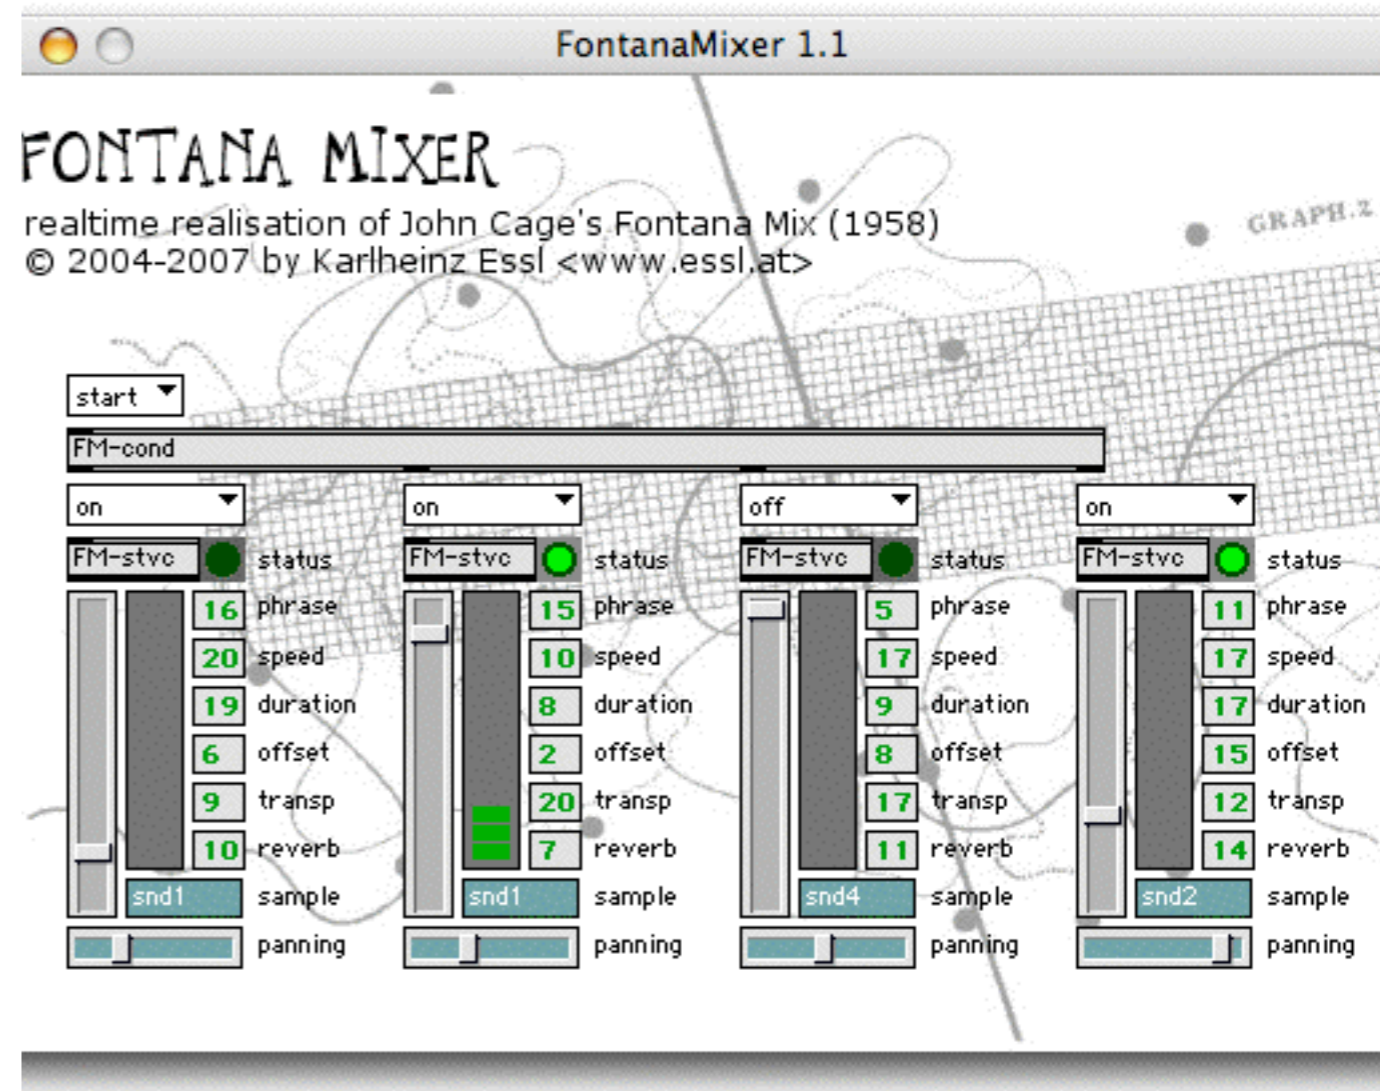 FontanaMixer 1.1
FONTANA MIXER
realtime realisation of John Cage's Fontana Mix (1958)
© 2004-2007 by Karlheinz Essl <www.essl.at>
GRAPH.2
start
FM-cond
on on off on
FM-stvc status FM-stvc status FM-stvc status FM-stvc status
16 phrase 15 phrase 5 phrase 11 phrase
20 speed 10 speed 17 speed 17 speed
19 duration 8 duration 9 duration 17 duration
6 offset 2 offset 8 offset 15 offset
9 transp 20 transp 17 transp 12 transp
10 reverb 7 reverb 11 reverb 14 reverb
snd1 sample snd1 sample snd4 sample snd2 sample
panning panning panning panning